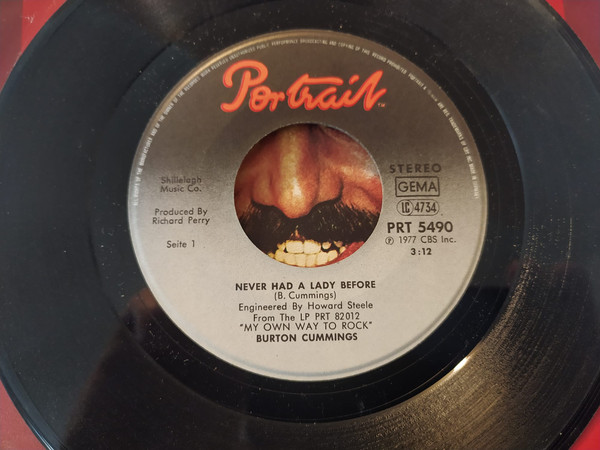 Portrait
TM
STEREO
GEMA
LC 4734
PRT 5490
Ⓟ 1977 CBS Inc.
3:12
Shillelagh
Music Co.
Produced By
Richard Perry
Seite 1
NEVER HAD A LADY BEFORE
(B. Cummings)
Engineered By Howard Steele
From The LP PRT 82012
"MY OWN WAY TO ROCK"
BURTON CUMMINGS